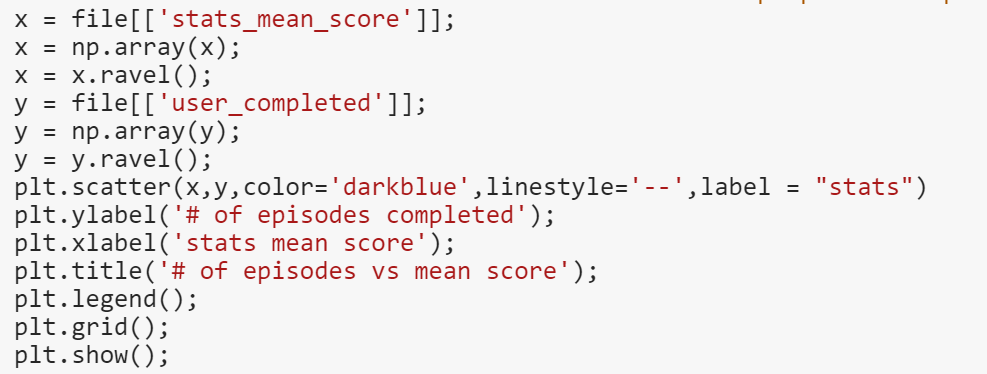 x = file[['stats_mean_score']];
x = np.array(x);
x = x.ravel();
y = file[['user_completed']];
y = np.array(y);
y = y.ravel();
plt.scatter(x,y,color='darkblue',linestyle='--',label = "stats")
plt.ylabel('# of episodes completed');
plt.xlabel('stats mean score');
plt.title('# of episodes vs mean score');
plt.legend();
plt.grid();
plt.show();